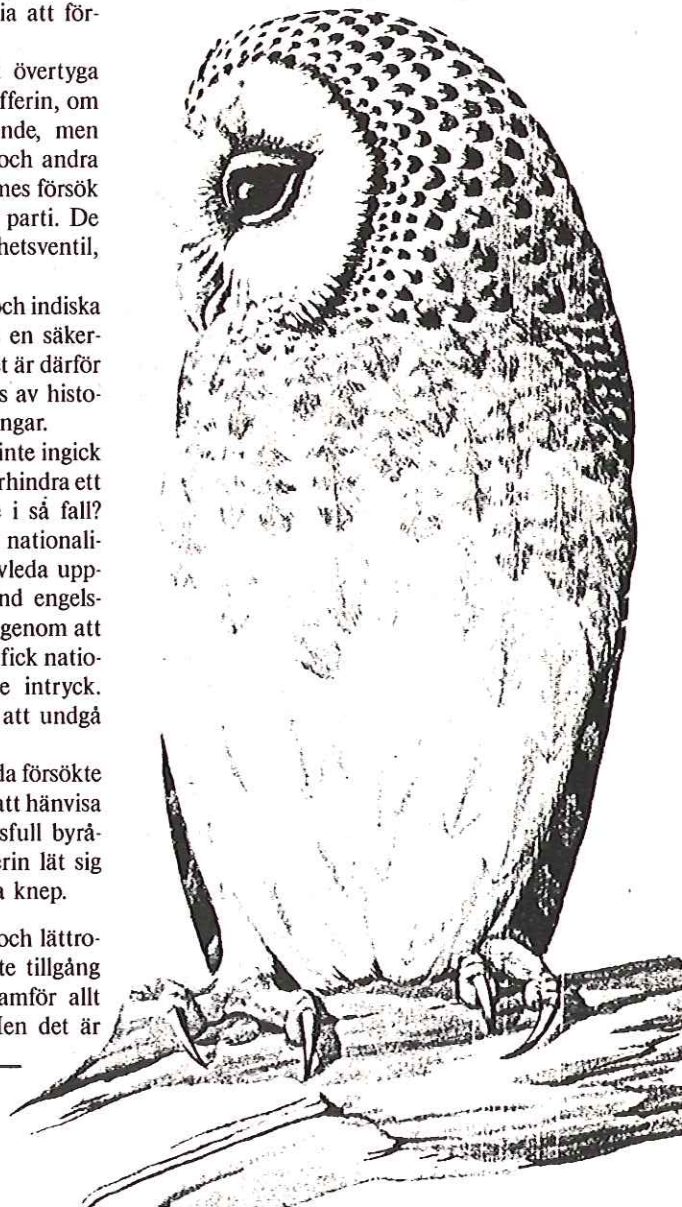 ia att för-
övertyga
fferin, om
nde, men
och andra
nes försök
parti. De
hetsventil,
och indiska
en säker-
t är därför
s av histo-
ngar.
inte ingick
rhindra ett
i så fall?
nationali-
vleda upp-
nd engels-
genom att
fick natio-
e intryck.
att undgå
da försökte
att hänvisa
sfull byrå-
erin lät sig
a knep.
och lättro-
te tillgång
amför allt
Men det är